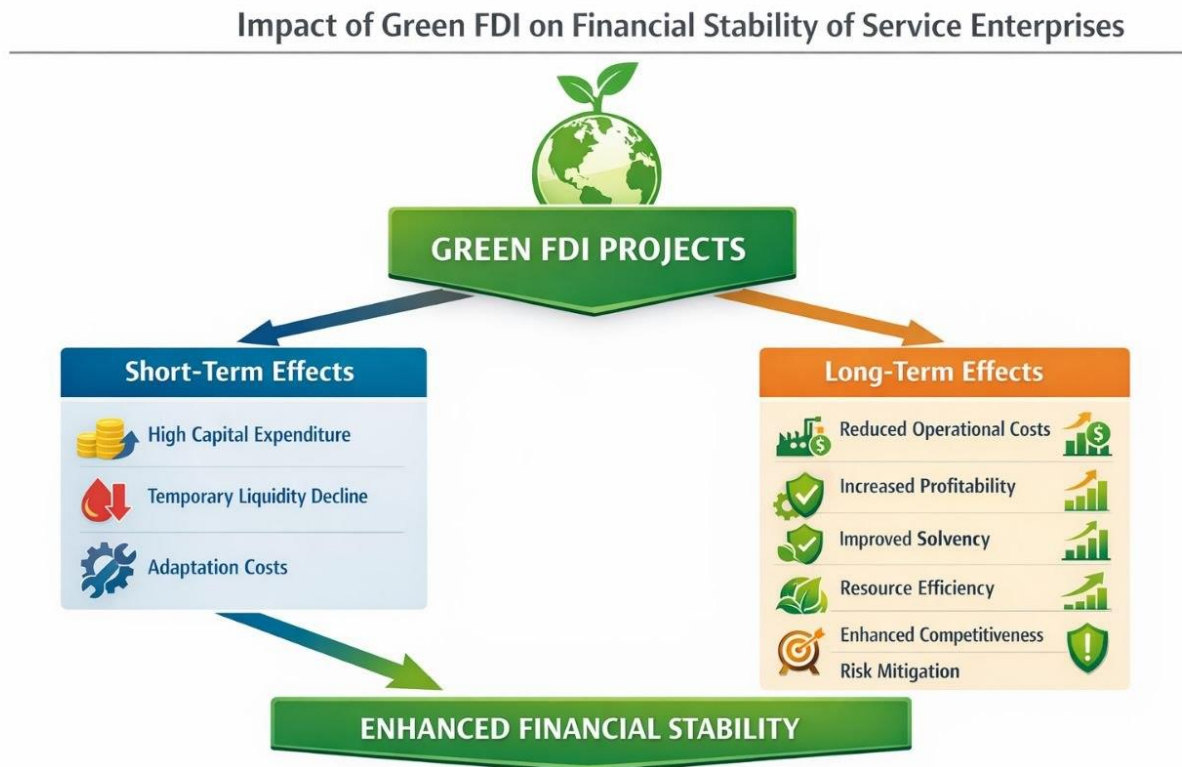 Impact of Green FDI on Financial Stability of Service Enterprises
GREEN FDI PROJECTS
Short-Term Effects
High Capital Expenditure
Temporary Liquidity Decline
Adaptation Costs
Long-Term Effects
Reduced Operational Costs
$
$
Increased Profitability
Improved Solvency
Resource Efficiency
Enhanced Competitiveness
!
Risk Mitigation
ENHANCED FINANCIAL STABILITY